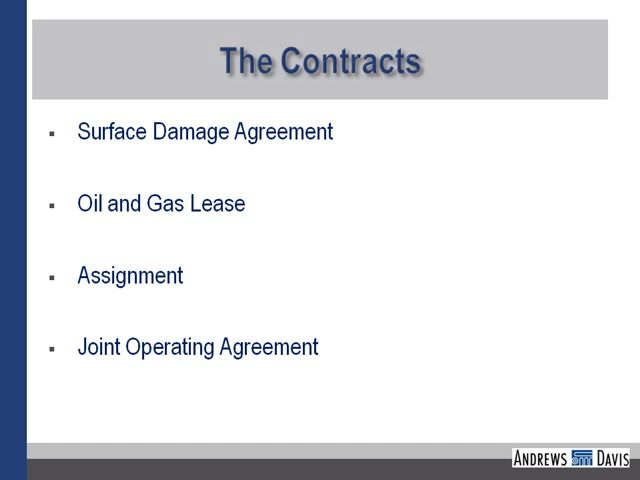 The Contracts
Surface Damage Agreement
Oil and Gas Lease
Assignment
Joint Operating Agreement
ANDREWS DAVIS